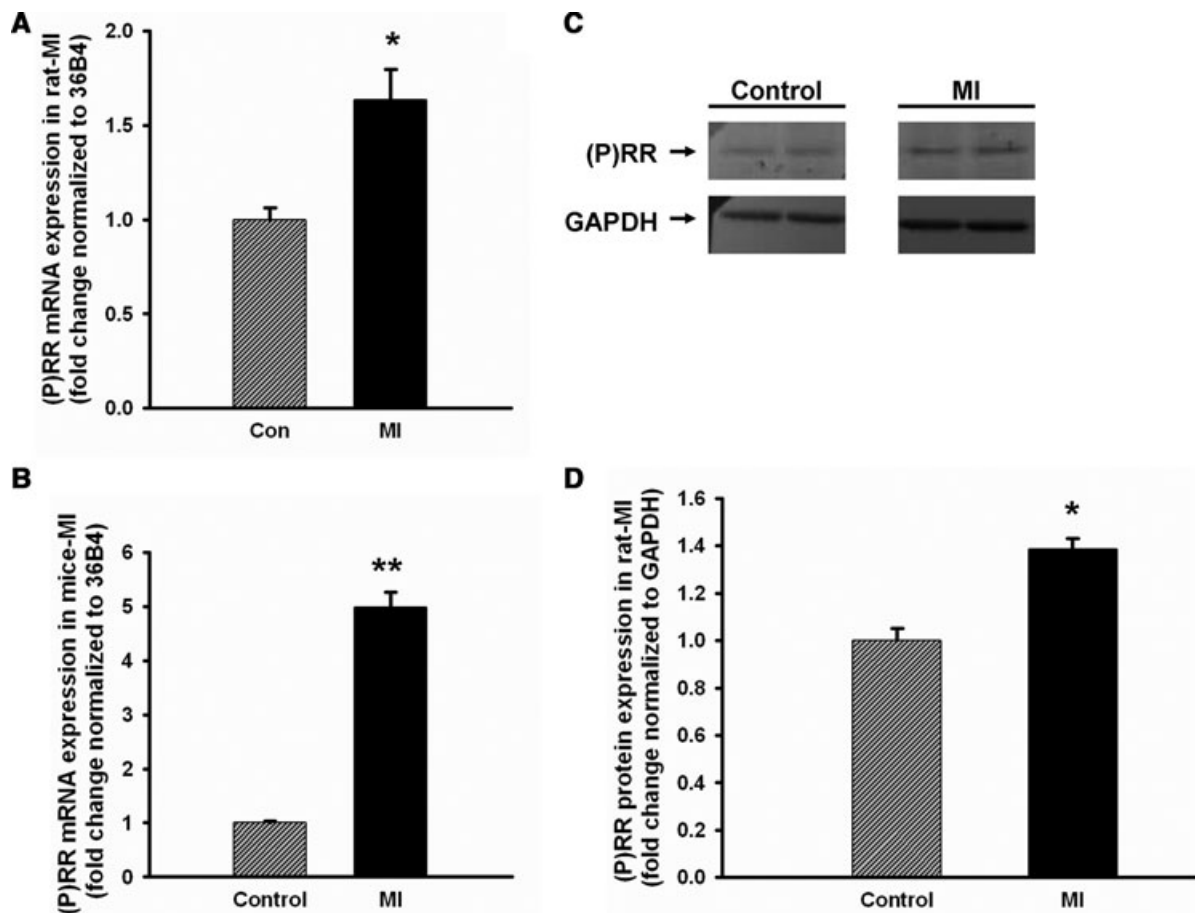 A
(P)RR mRNA expression in rat-MI
(fold change normalized to 36B4)
2.0
1.5
1.0
0.5
0.0
*
Con
MI
B
(P)RR mRNA expression in mice-MI
(fold change normalized to 36B4)
6
5
4
3
2
1
0
**
Control
MI
C
Control
MI
(P)RR
GAPDH
D
(P)RR protein expression in rat-MI
(fold change normalized to GAPDH)
1.6
1.4
1.2
1.0
0.8
0.6
0.4
0.2
0.0
*
Control
MI